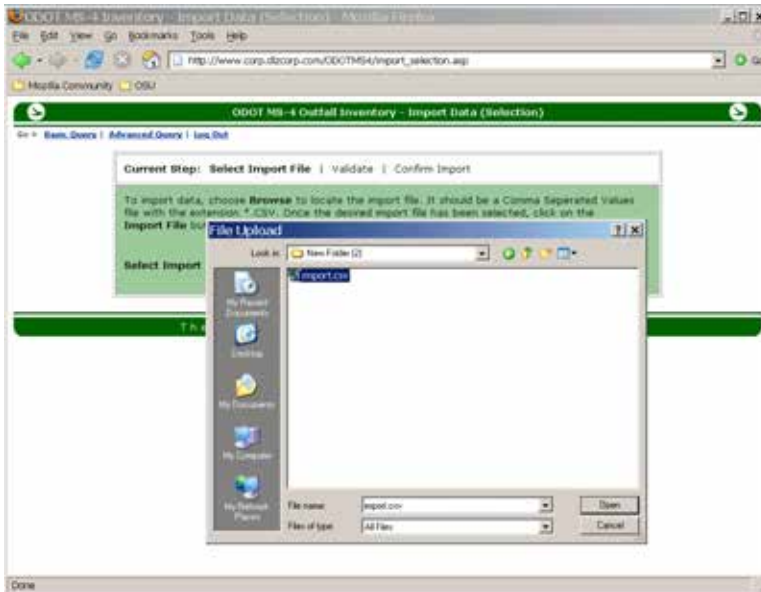 ODOT MS-4 Inventory - Import Data (Selection) - Mozilla Firefox
File Edit View Go Bookmarks Tools Help
http://www.corp.dlzcorp.com/ODOTMS4/import_selection.asp
Mozilla Community OSU
ODOT MS-4 Outfall Inventory - Import Data (Selection)
Go > Basic Query | Advanced Query | Log Out
Current Step: Select Import File | Validate | Confirm Import
To import data, choose Browse to locate the import file. It should be a Comma Seperated Values
file with the extension *.CSV. Once the desired import file has been selected, click on the
Import File
Select Import
The
File Upload
Look in: New Folder (2)
import.csv
My Recent
Documents
Desktop
My Documents
My Computer
My Network
Places
File name: import.csv Open
Files of type: All Files Cancel
Done